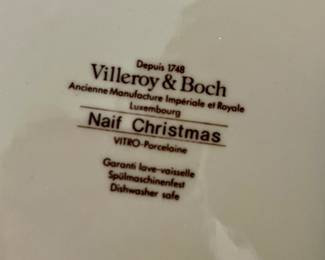 Depuis 1748
Villeroy & Boch
Ancienne Manufacture Impériale et Royale
Luxembourg
Naif Christmas
VITRO-Porcelaine
Garanti lave-vaisselle
Spülmaschinenfest
Dishwasher safe